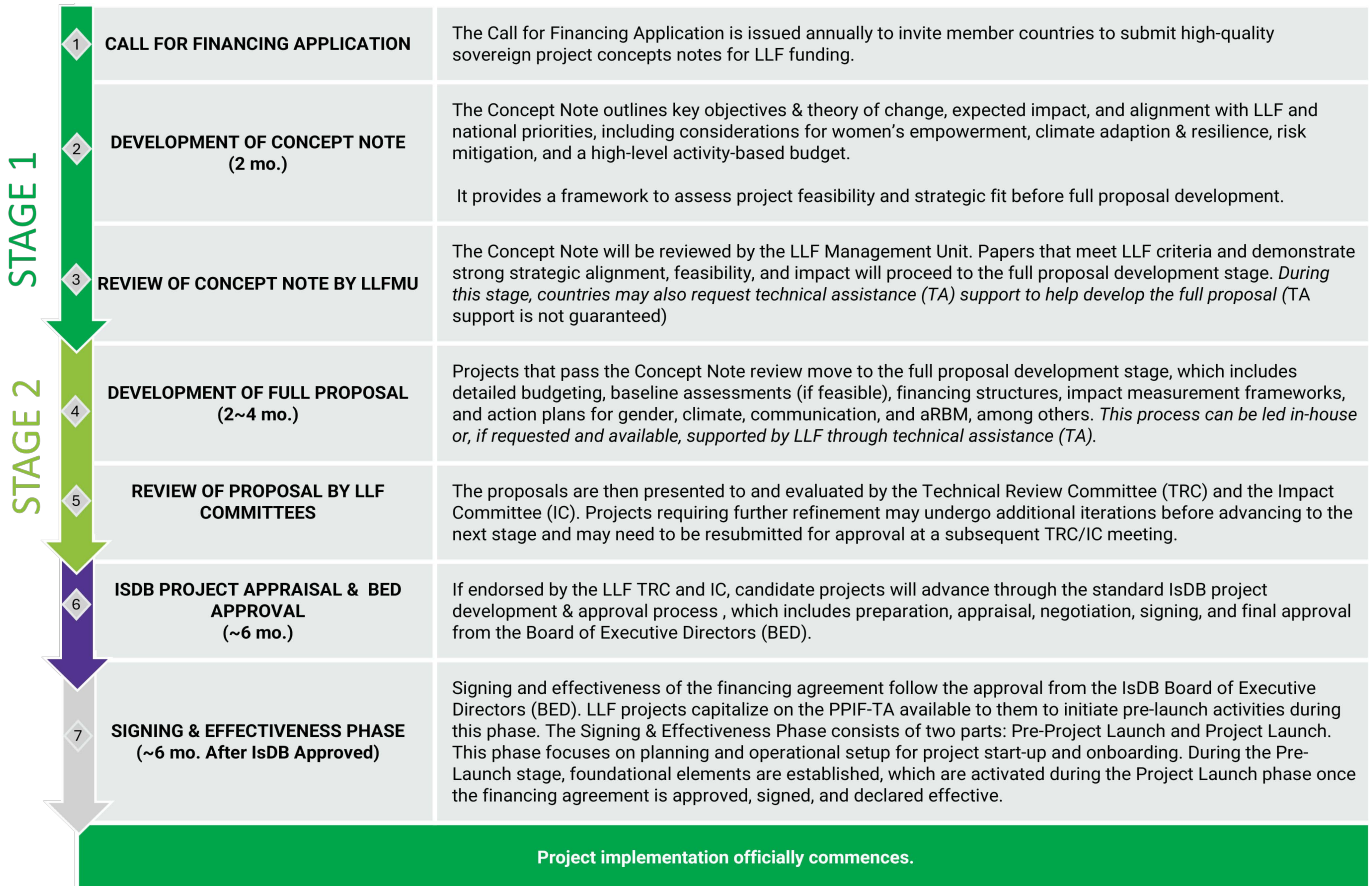 STAGE 1
1
CALL FOR FINANCING APPLICATION
The Call for Financing Application is issued annually to invite member countries to submit high-quality
sovereign project concepts notes for LLF funding.
2
DEVELOPMENT OF CONCEPT NOTE
(2 mo.)
The Concept Note outlines key objectives & theory of change, expected impact, and alignment with LLF and
national priorities, including considerations for women's empowerment, climate adaption & resilience, risk
mitigation, and a high-level activity-based budget.
It provides a framework to assess project feasibility and strategic fit before full proposal development.
3
REVIEW OF CONCEPT NOTE BY LLFMU
The Concept Note will be reviewed by the LLF Management Unit. Papers that meet LLF criteria and demonstrate
strong strategic alignment, feasibility, and impact will proceed to the full proposal development stage. During
this stage, countries may also request technical assistance (TA) support to help develop the full proposal (TA
support is not guaranteed)
STAGE 2
4
DEVELOPMENT OF FULL PROPOSAL
(2~4 mo.)
Projects that pass the Concept Note review move to the full proposal development stage, which includes
detailed budgeting, baseline assessments (if feasible), financing structures, impact measurement frameworks,
and action plans for gender, climate, communication, and aRBM, among others. This process can be led in-house
or, if requested and available, supported by LLF through technical assistance (TA).
5
REVIEW OF PROPOSAL BY LLF
COMMITTEES
The proposals are then presented to and evaluated by the Technical Review Committee (TRC) and the Impact
Committee (IC). Projects requiring further refinement may undergo additional iterations before advancing to the
next stage and may need to be resubmitted for approval at a subsequent TRC/IC meeting.
6
ISDB PROJECT APPRAISAL & BED
APPROVAL
(~6 mo.)
If endorsed by the LLF TRC and IC, candidate projects will advance through the standard IsDB project
development & approval process , which includes preparation, appraisal, negotiation, signing, and final approval
from the Board of Executive Directors (BED).
7
SIGNING & EFFECTIVENESS PHASE
(~6 mo. After IsDB Approved)
Signing and effectiveness of the financing agreement follow the approval from the IsDB Board of Executive
Directors (BED). LLF projects capitalize on the PPIF-TA available to them to initiate pre-launch activities during
this phase. The Signing & Effectiveness Phase consists of two parts: Pre-Project Launch and Project Launch.
This phase focuses on planning and operational setup for project start-up and onboarding. During the Pre-
Launch stage, foundational elements are established, which are activated during the Project Launch phase once
the financing agreement is approved, signed, and declared effective.
Project implementation officially commences.